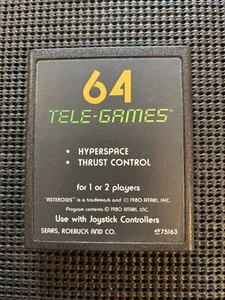 64
TELE-GAMES®
• HYPERSPACE
• THRUST CONTROL
for 1 or 2 players
"ASTEROIDS" is a trademark and © 1980 ATARI, INC.
Program contents © 1980 ATARI, INC.
Use with Joystick Controllers
SEARS, ROEBUCK AND CO. 49 75163